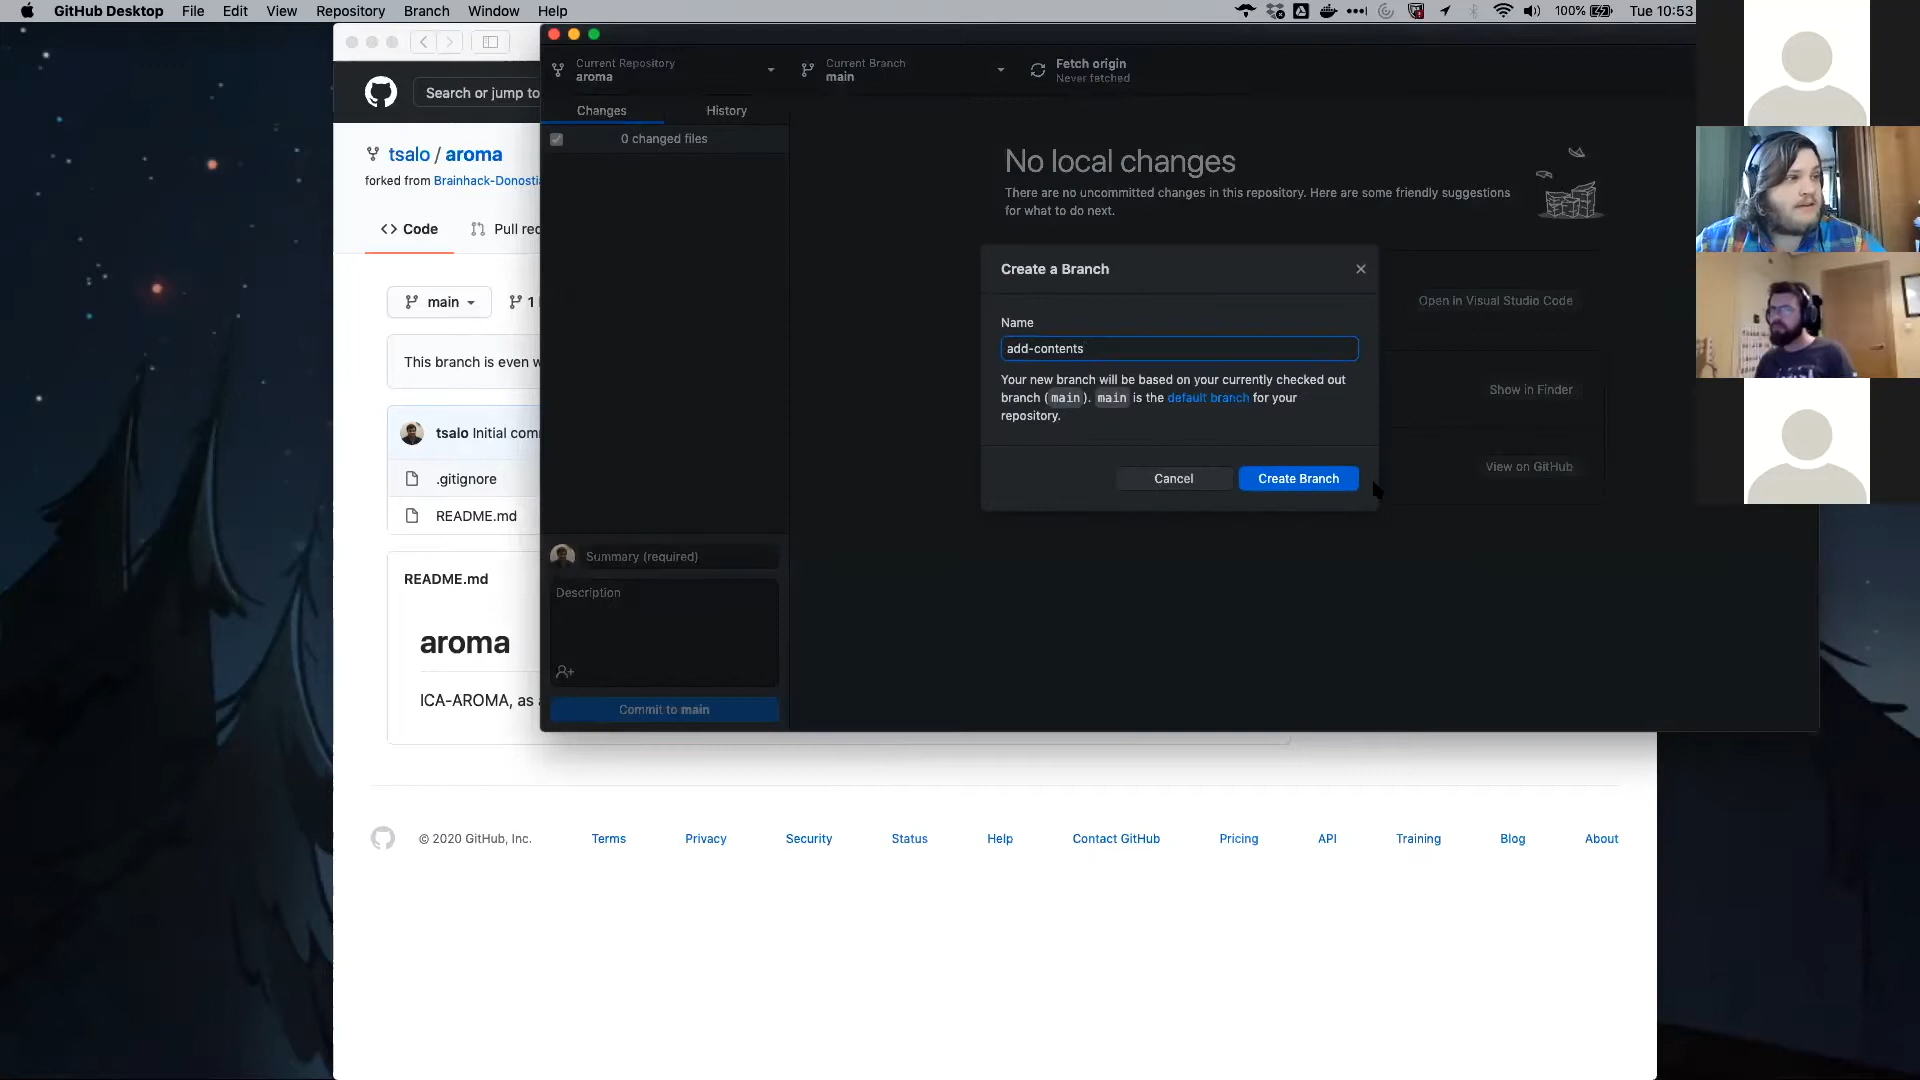 GitHub Desktop File Edit View Repository Branch Window Help
100% Tue 10:53
Search or jump to
tsalo / aroma
forked from Brainhack-Donosti
Code
Pull req
main
1
This branch is even w
tsalo Initial com
.gitignore
README.md
README.md
aroma
ICA-AROMA, as
Current Repository
aroma
Current Branch
main
Fetch origin
Never fetched
Changes
History
0 changed files
No local changes
There are no uncommitted changes in this repository. Here are some friendly suggestions
for what to do next.
Open in Visual Studio Code
Show in Finder
View on GitHub
Create a Branch
Name
add-contents
Your new branch will be based on your currently checked out
branch (main). main is the default branch for your
repository.
Cancel
Create Branch
Summary (required)
Description
Commit to main
© 2020 GitHub, Inc.
Terms
Privacy
Security
Status
Help
Contact GitHub
Pricing
API
Training
Blog
About